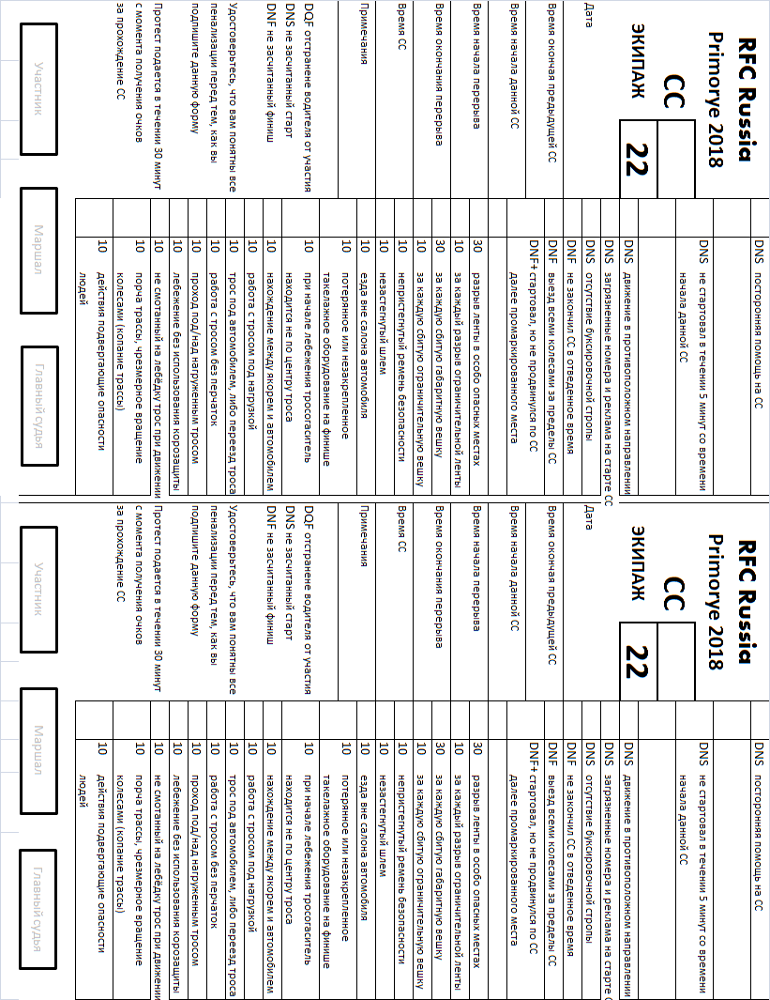 RFC Russia
Primorye 2018
СС
ЭКИПАЖ 22
Дата
Время окончая предыдущей СС
Время начала данной СС
Время начала перерыва
Время окончания перерыва
Время СС
Примечания
DQF отстранене водителя от участия
DNS не засчитанный старт
DNF не засчитанный финиш
Удостоверьтесь, что вам понятны все
пенализации перед тем, как вы
подпишите данную форму
Протест подается в течении 30 минут
с момента получения очков
за прохождение СС
DNS посторонняя помощь на СС
DNS не стартовал в течении 5 минут со времени
начала данной СС
DNS движение в противоположном направлении
DNS загрязненные номера и реклама на старте СС
DNS отсутствие буксировочной стропы
DNF не закончил СС в отведенное время
DNF выезд всеми колесами за пределы СС
DNF+ стартовал, но не продвинулся по СС
далее промаркированного места
30 разрыв ленты в особо опасных местах
10 за каждый разрыв ограничительной ленты
30 за каждую сбитую габаритную вешку
10 за каждую сбитую ограничительную вешку
10 непристегнутый ремень безопасности
10 незастегнутый шлем
10 езда вне салона автомобиля
10 потерянное или незакрепленное
такелажное оборудование на финише
10 при начале лебежения тросогаситель
находится не по центру троса
10 нахождение между якорем и автомобилем
10 работа с тросом под нагрузкой
10 трос под автомобилем, либо переезд троса
10 работа с тросом без перчаток
10 проход под/над нагруженным тросом
10 лебежение без использования корозащиты
10 не смотанный на лебёдку трос при движении
10 порча трассы, чрезмерное вращение
колесами (копание трассы)
10 действия подвергающие опасности
людей
Участник
Маршал
Главный судья
RFC Russia
Primorye 2018
СС
ЭКИПАЖ 22
Дата
Время окончая предыдущей СС
Время начала данной СС
Время начала перерыва
Время окончания перерыва
Время СС
Примечания
DQF отстранене водителя от участия
DNS не засчитанный старт
DNF не засчитанный финиш
Удостоверьтесь, что вам понятны все
пенализации перед тем, как вы
подпишите данную форму
Протест подается в течении 30 минут
с момента получения очков
за прохождение СС
DNS посторонняя помощь на СС
DNS не стартовал в течении 5 минут со времени
начала данной СС
DNS движение в противоположном направлении
DNS загрязненные номера и реклама на старте С
DNS отсутствие буксировочной стропы
DNF не закончил СС в отведенное время
DNF выезд всеми колесами за пределы СС
DNF+ стартовал, но не продвинулся по СС
далее промаркированного места
30 разрыв ленты в особо опасных местах
10 за каждый разрыв ограничительной ленты
30 за каждую сбитую габаритную вешку
10 за каждую сбитую ограничительную вешку
10 непристегнутый ремень безопасности
10 незастегнутый шлем
10 езда вне салона автомобиля
10 потерянное или незакрепленное
такелажное оборудование на финише
10 при начале лебежения тросогаситель
находится не по центру троса
10 нахождение между якорем и автомобилем
10 работа с тросом под нагрузкой
10 трос под автомобилем, либо переезд троса
10 работа с тросом без перчаток
10 проход под/над нагруженным тросом
10 лебежение без использования корозащиты
10 не смотанный на лебёдку трос при движении
10 порча трассы, чрезмерное вращение
колесами (копание трассы)
10 действия подвергающие опасности
людей
Участник
Маршал
Главный судья